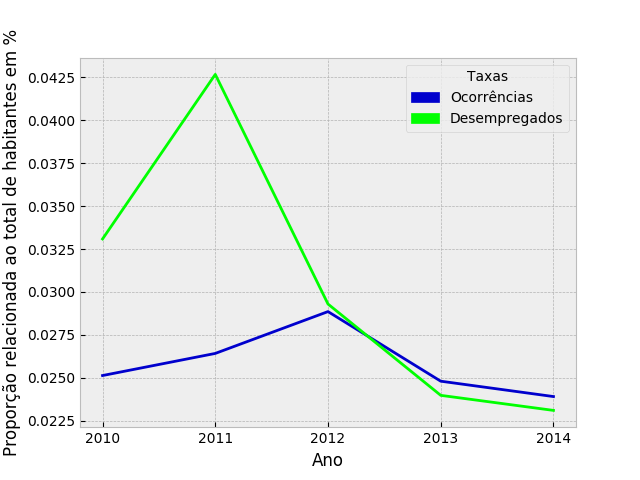 Proporção relacionada ao total de habitantes em %
0.0425
0.0400
0.0375
0.0350
0.0325
0.0300
0.0275
0.0250
0.0225
Taxas
Ocorrências
Desempregados
2010 2011 2012 2013 2014
Ano